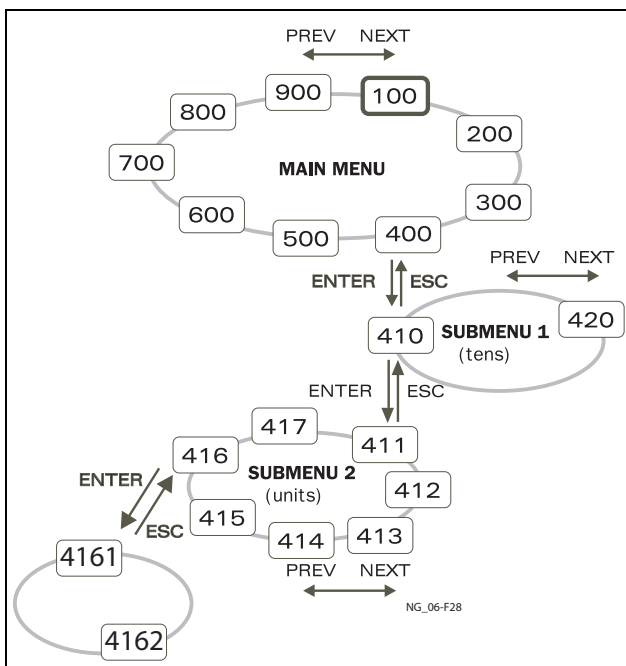 PREV NEXT
900 100
800 200
MAIN MENU
700 300
600 400
500
ENTER ESC
PREV NEXT
410 SUBMENU 1 420
(tens)
ENTER ESC
417 411
416 SUBMENU 2 412
(units)
415 413
414
ENTER
ESC
PREV NEXT
4161
4162
NG_06-F28